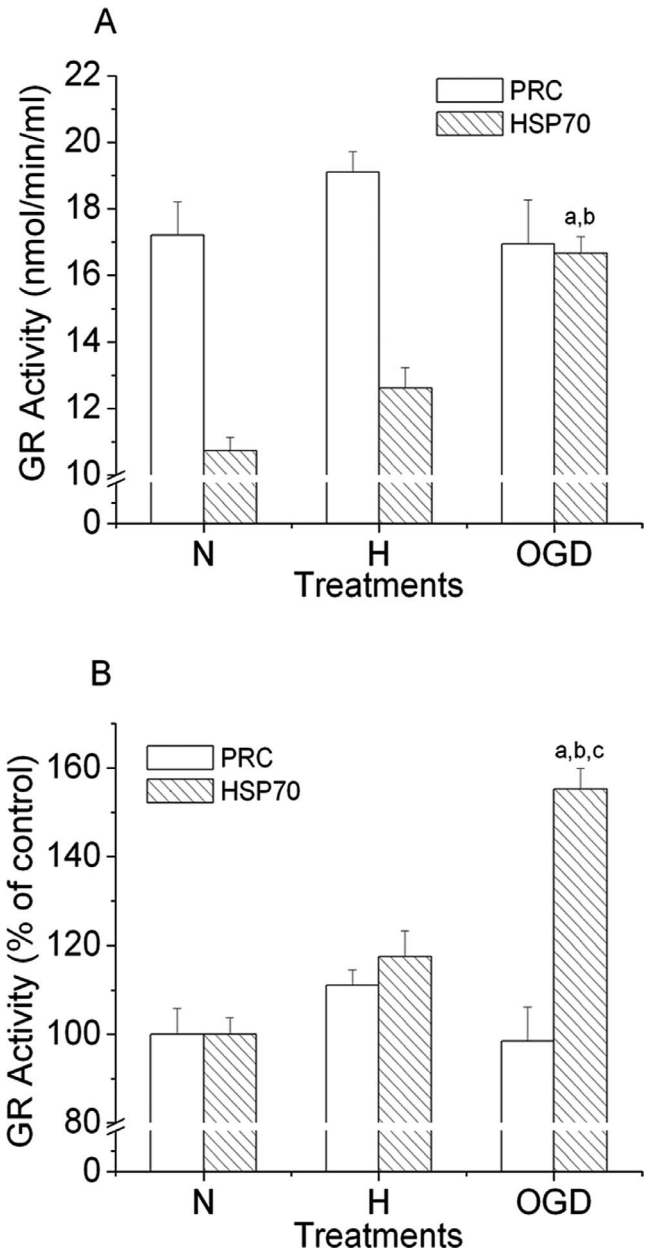 A
22
20
18
16
14
12
10
0
GR Activity (nmol/min/ml)
PRC
HSP70
a,b
N H OGD
Treatments
B
160
140
120
100
80
0
GR Activity (% of control)
PRC
HSP70
a,b,c
N H OGD
Treatments